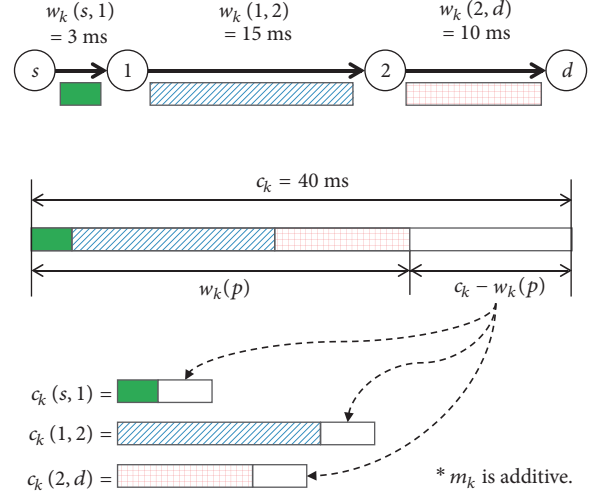 w_k (s, 1)
= 3 ms
w_k (1, 2)
= 15 ms
w_k (2, d)
= 10 ms
s
1
2
d
c_k = 40 ms
w_k(p)
c_k − w_k(p)
c_k (s, 1) =
c_k (1, 2) =
c_k (2, d) =
* m_k is additive.